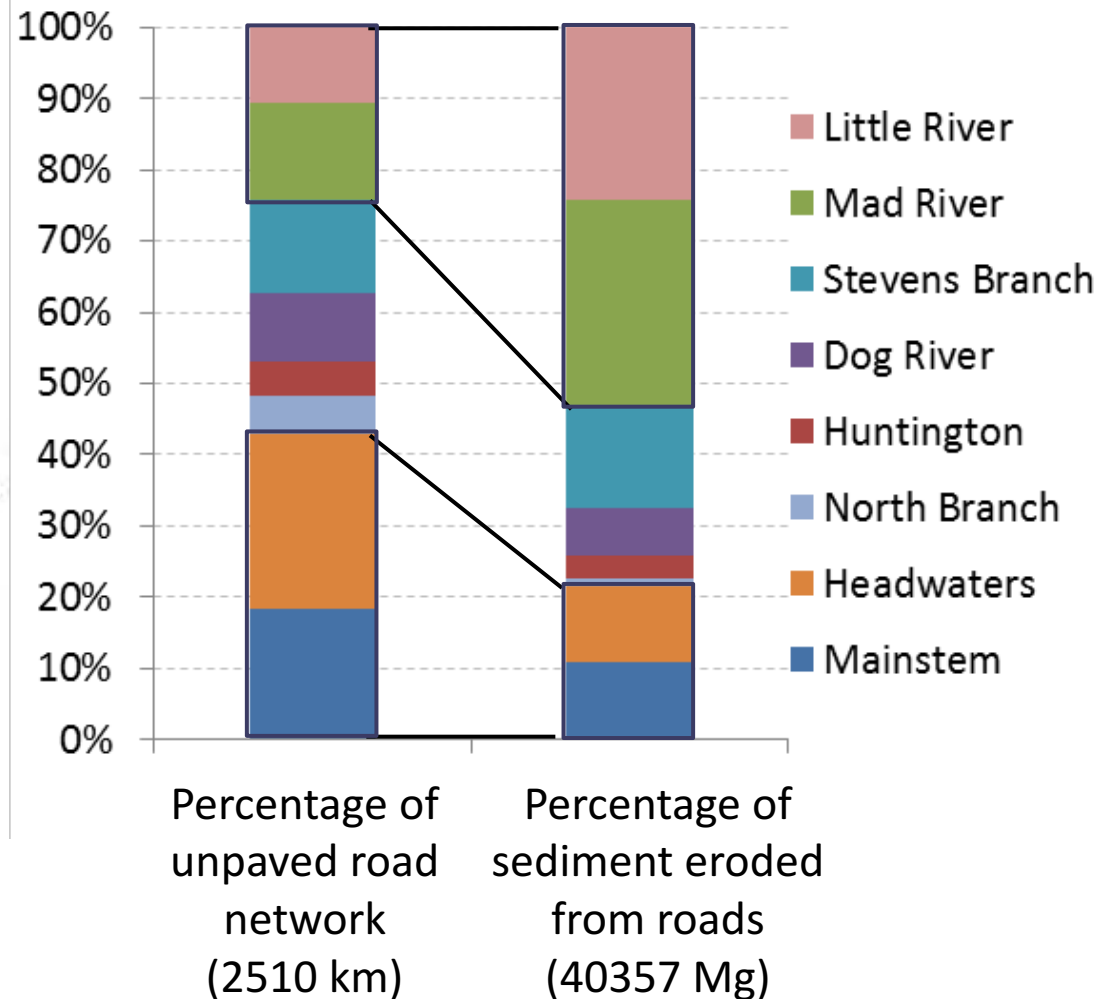 100%
90%
80%
70%
60%
50%
40%
30%
20%
10%
0%
Little River
Mad River
Stevens Branch
Dog River
Huntington
North Branch
Headwaters
Mainstem
Percentage of
unpaved road
network
(2510 km)
Percentage of
sediment eroded
from roads
(40357 Mg)